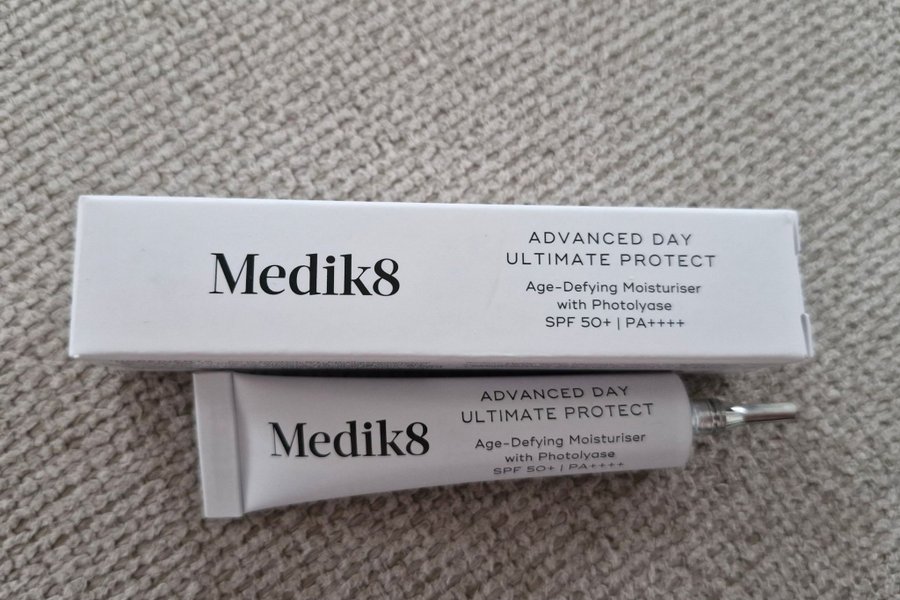 Medik8
ADVANCED DAY
ULTIMATE PROTECT
Age-Defying Moisturiser
with Photolyase
SPF 50+ | PA++++
Medik8
ADVANCED DAY
ULTIMATE PROTECT
Age-Defying Moisturiser
with Photolyase
SPF 50+ | PA++++